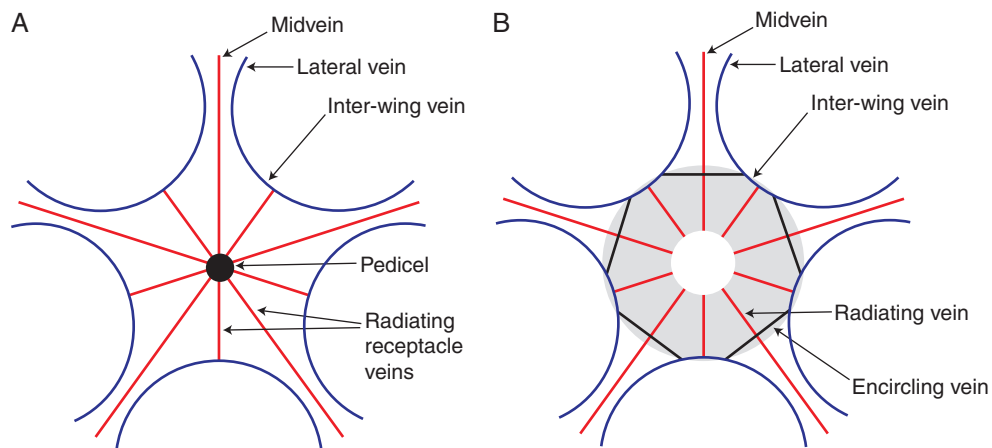 A
Midvein
Lateral vein
Inter-wing vein
Pedicel
Radiating
receptacle
veins
B
Midvein
Lateral vein
Inter-wing vein
Radiating vein
Encircling vein